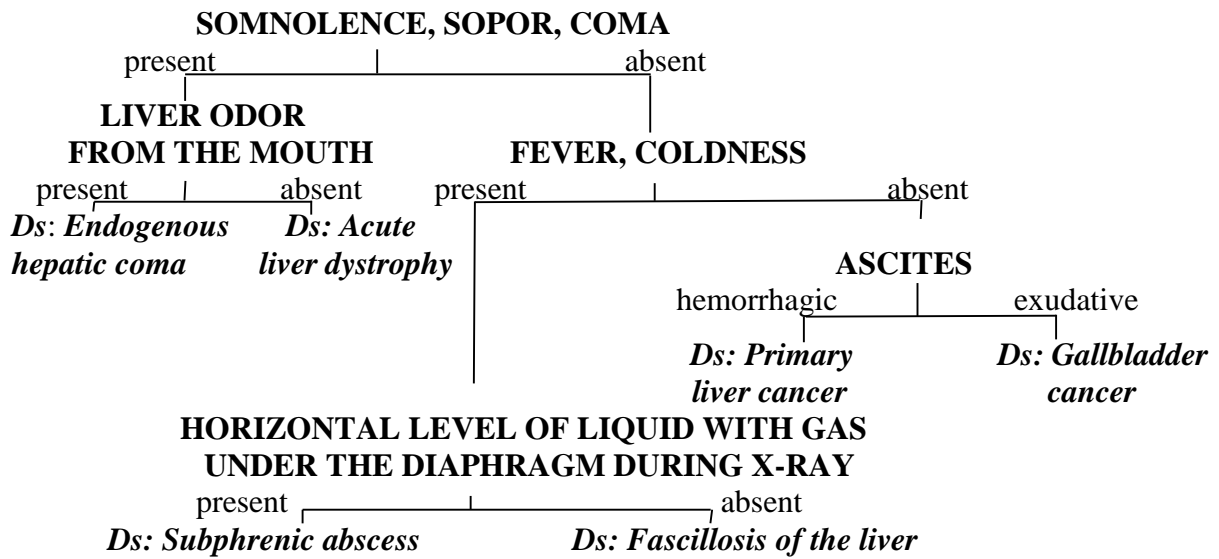 SOMNOLENCE, SOPOR, COMA
present absent
LIVER ODOR
FROM THE MOUTH
FEVER, COLDNESS
present absent
present absent
Ds: Endogenous
hepatic coma
Ds: Acute
liver dystrophy
ASCITES
hemorrhagic exudative
Ds: Primary
liver cancer
Ds: Gallbladder
cancer
HORIZONTAL LEVEL OF LIQUID WITH GAS
UNDER THE DIAPHRAGM DURING X-RAY
present absent
Ds: Subphrenic abscess Ds: Fascillosis of the liver